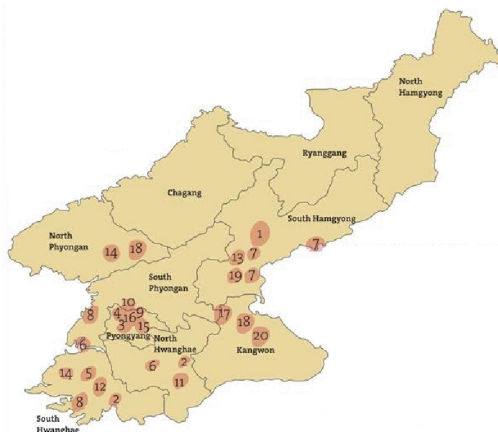 North
Hamgyong
Ryanggang
Chagang
South Hamgyong
1
7
North
Phyongan
14
18
13
7
19
7
South
Phyongan
10
8
4
16
9
3
15
Pyongyang
17
18
20
Kangwon
6
North
Hwanghae
6
2
11
14
5
12
8
2
South
Hwanghae